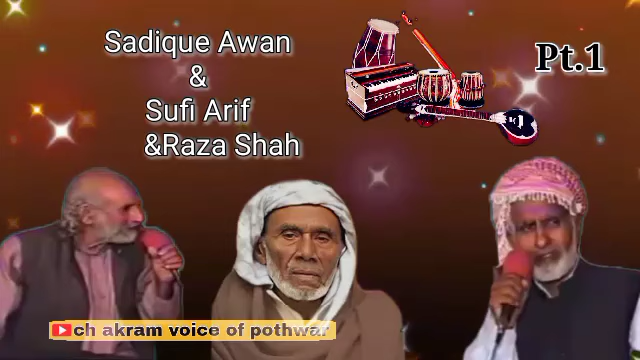 Sadique Awan
&
Sufi Arif
&Raza Shah
Pt.1
ch akram voice of pothwar